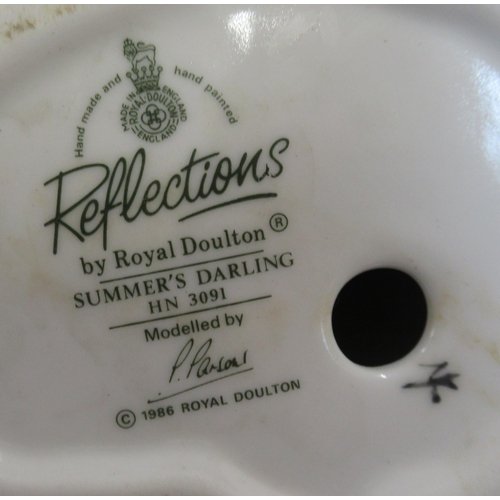 Hand made and hand painted
MADE IN ENGLAND
ROYAL DOULTON
ENGLAND
Reflections
by Royal Doulton ®
SUMMER'S DARLING
HN 3091
Modelled by
P. Parsons
© 1986 ROYAL DOULTON